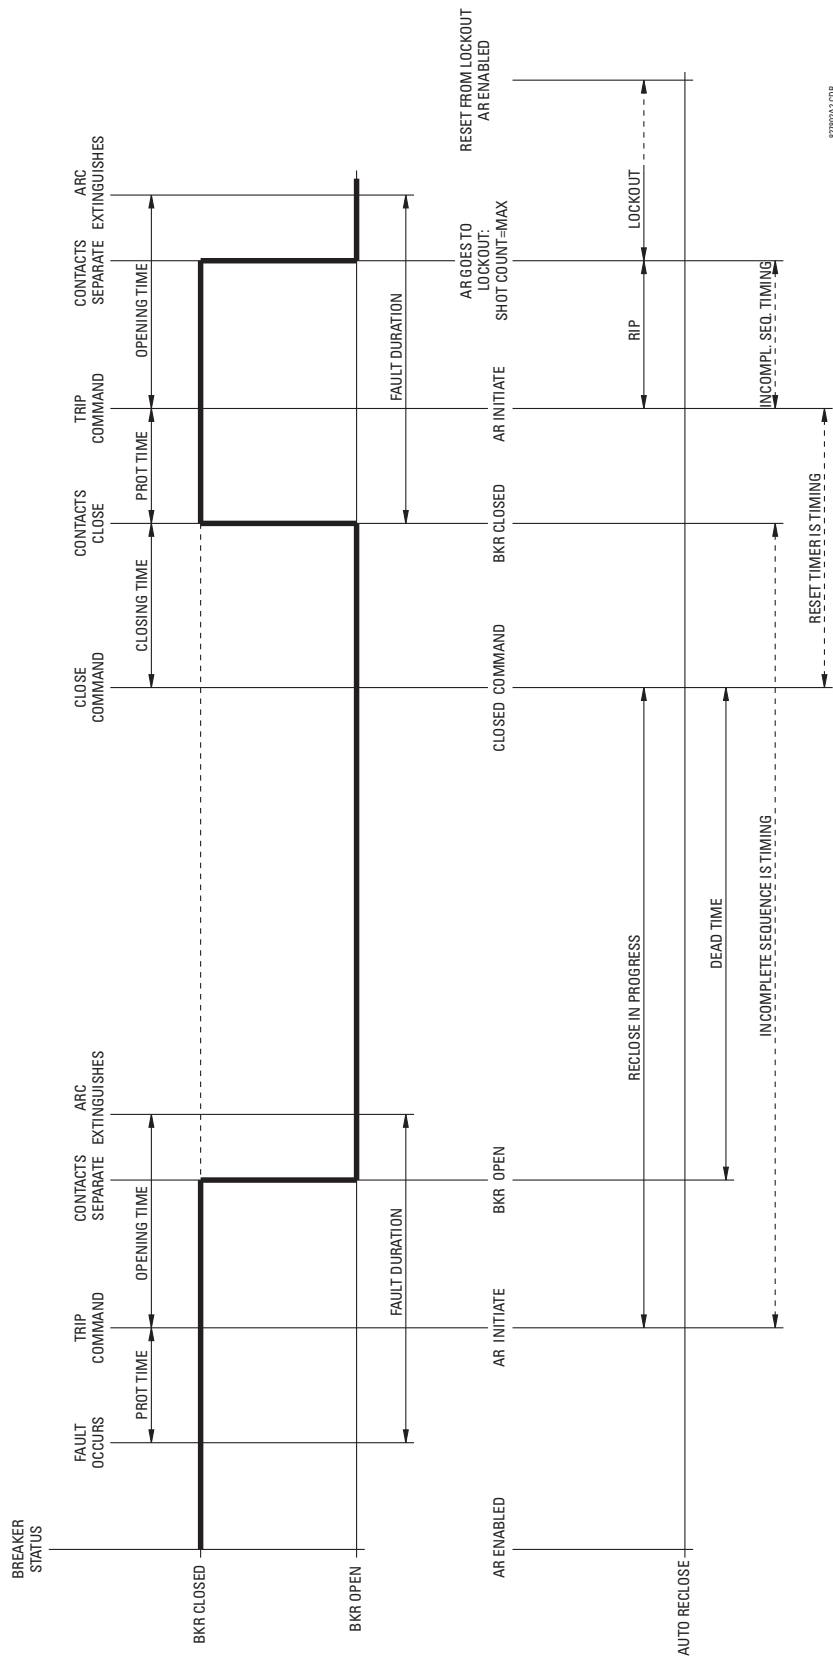 BREAKER
STATUS
FAULT
OCCURS
TRIP
COMMAND
CONTACTS
SEPARATE
ARC
EXTINGUISHES
CLOSE
COMMAND
CONTACTS
CLOSE
TRIP
COMMAND
CONTACTS
SEPARATE
ARC
EXTINGUISHES
PROT TIME
OPENING TIME
CLOSING TIME
PROT TIME
OPENING TIME
BKR CLOSED
BKR OPEN
FAULT DURATION
FAULT DURATION
AR ENABLED
AR INITIATE
BKR OPEN
CLOSED COMMAND
BKR CLOSED
AR INITIATE
AR GOES TO
LOCKOUT:
SHOT COUNT=MAX
RESET FROM LOCKOUT
AR ENABLED
RECLOSE IN PROGRESS
RIP
LOCKOUT
AUTO RECLOSE
DEAD TIME
INCOMPLETE SEQUENCE IS TIMING
INCOMPL. SEQ. TIMING
RESET TIMER IS TIMING